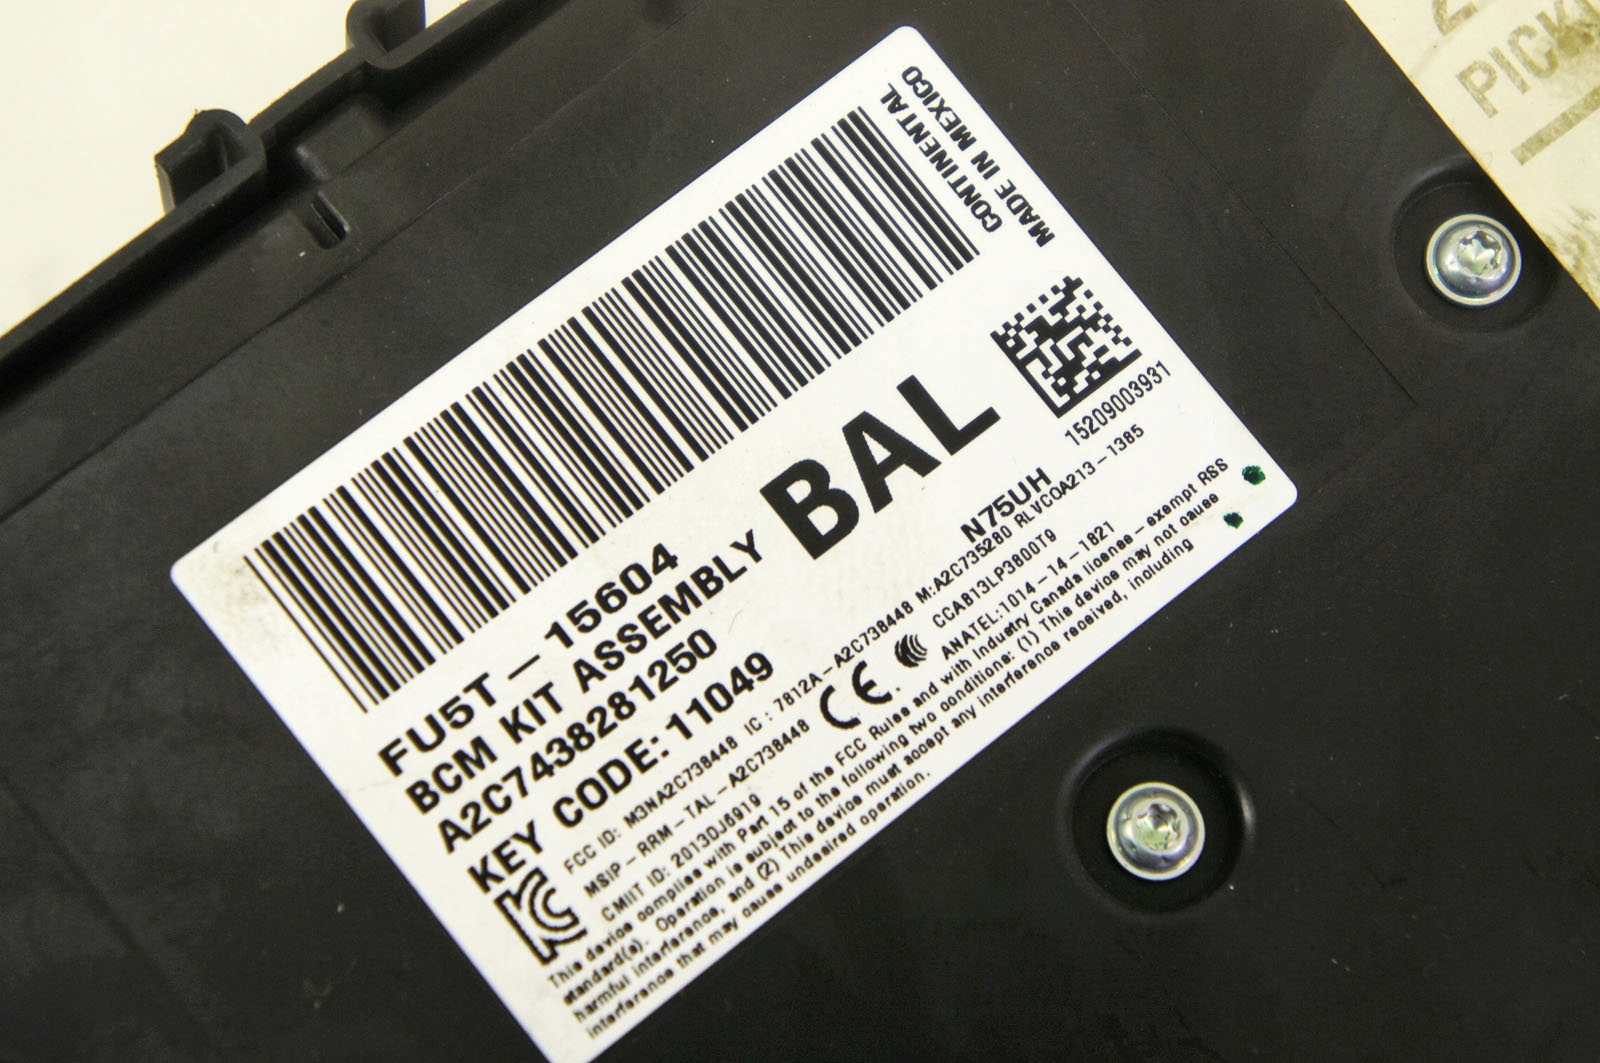 CONTINENTAL
MADE IN MEXICO
15209003931
FU5T-15604
BCM KIT ASSEMBLY
BAL
A2C7438281250
KEY CODE: 11049
N75UH
FCC ID: M3NA2C738448 IC: 7812A-A2C738448 M:A2C735280 RLVCOA213-1385
MSIP-RRM-TAL-A2C738448 CE CCAB13LP3800T9
CMIIT ID: 2013DJ6919 ANATEL:1014-14-1821
This device complies with Part 15 of the FCC Rules and with Industry Canada license-exempt RSS
standard(s). Operation is subject to the following two conditions: (1) This device may not cause
harmful interference, and (2) This device must accept any interference received, including
interference that may cause undesired operation.
PICK